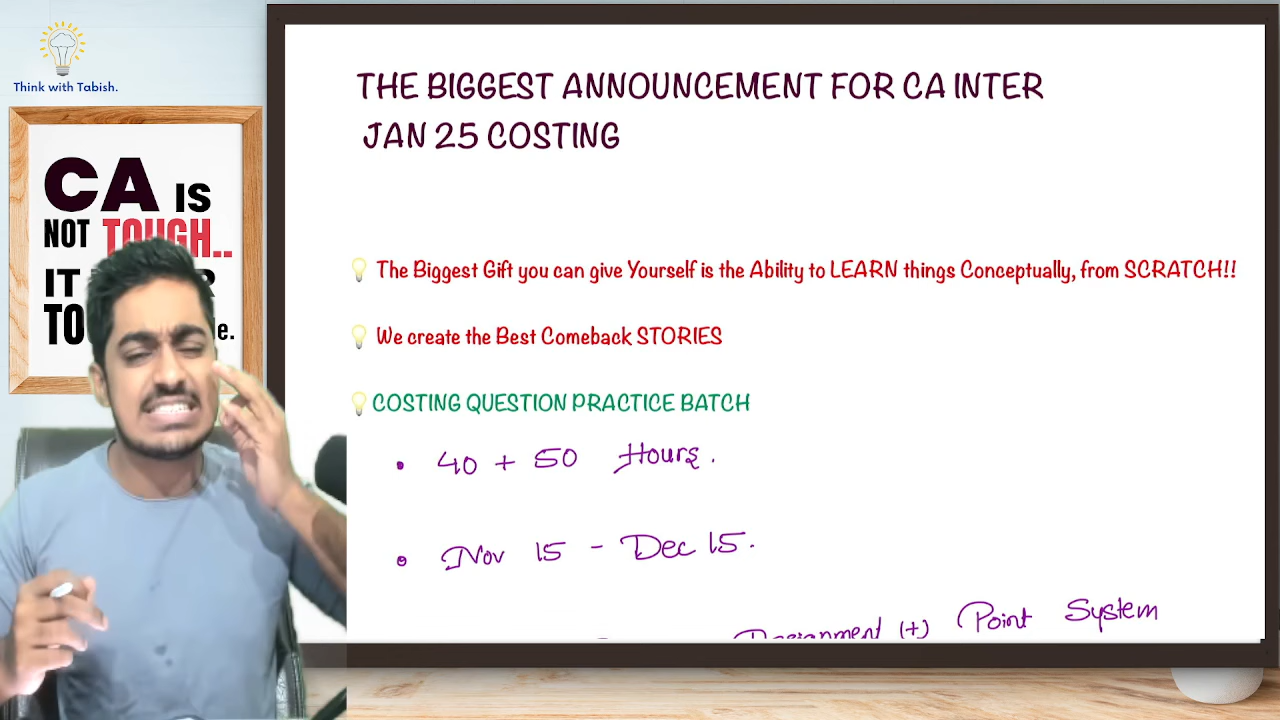 Think with Tabish.
CA IS
NOT TOUGH..
IT
TO e.
THE BIGGEST ANNOUNCEMENT FOR CA INTER
JAN 25 COSTING
💡 The Biggest Gift you can give Yourself is the Ability to LEARN things Conceptually, from SCRATCH!!
💡 We create the Best Comeback STORIES
💡 COSTING QUESTION PRACTICE BATCH
• 40 + 50 Hours.
• Nov 15 - Dec 15.
(+) Point System